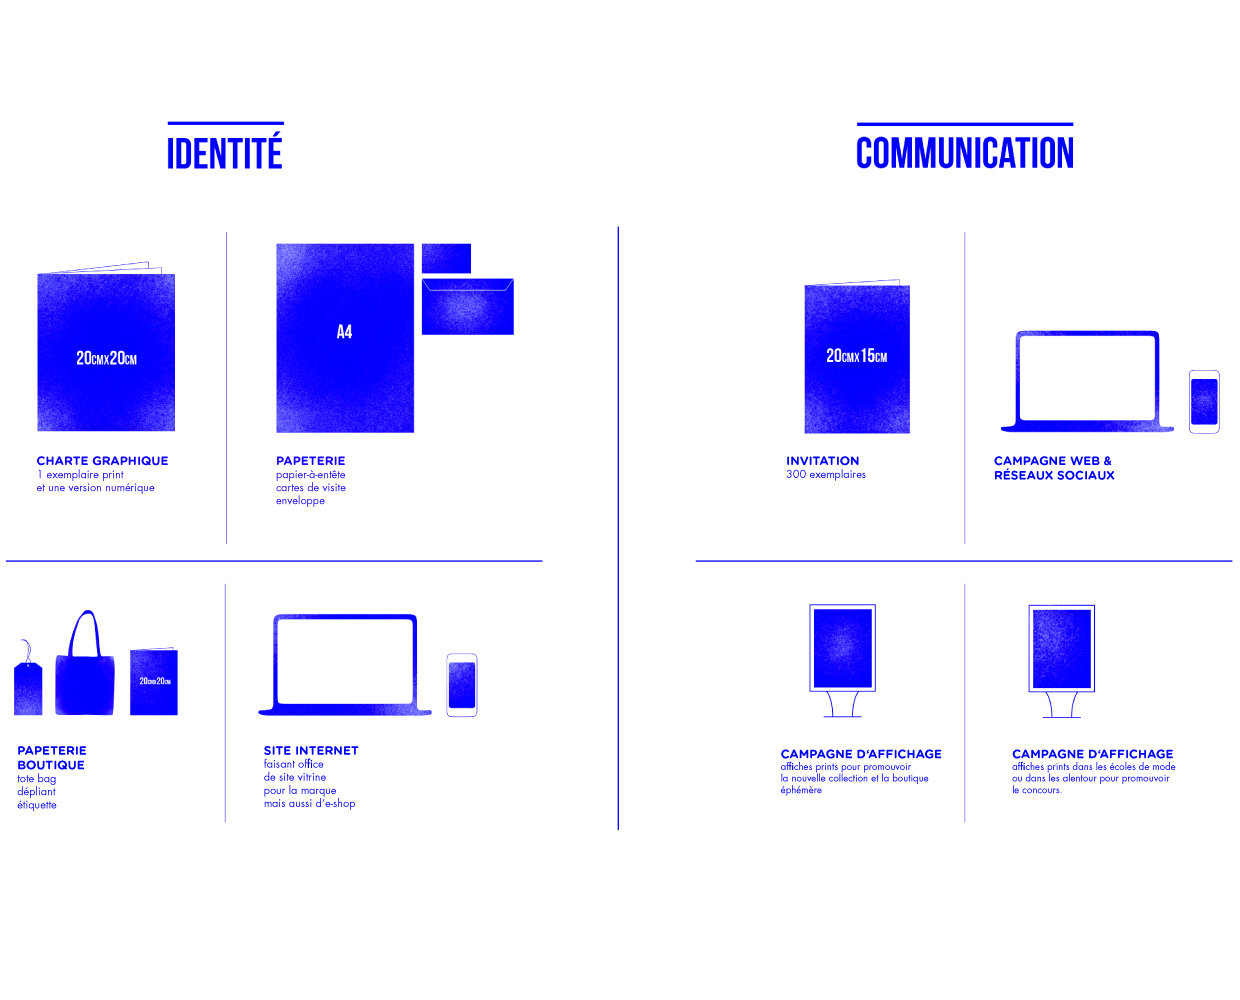 IDENTITÉ
20CMX20CM
CHARTE GRAPHIQUE
1 exemplaire print
et une version numérique
A4
PAPETERIE
papier-à-entête
cartes de visite
enveloppe
20CMX20CM
PAPETERIE
BOUTIQUE
tote bag
dépliant
étiquette
SITE INTERNET
faisant office
de site vitrine
pour la marque
mais aussi d'e-shop
COMMUNICATION
20CMX15CM
INVITATION
300 exemplaires
CAMPAGNE WEB &
RÉSEAUX SOCIAUX
CAMPAGNE D'AFFICHAGE
affiches prints pour promouvoir
la nouvelle collection et la boutique
éphémère
CAMPAGNE D'AFFICHAGE
affiches prints dans les écoles de mode
ou dans les alentour pour promouvoir
le concours.